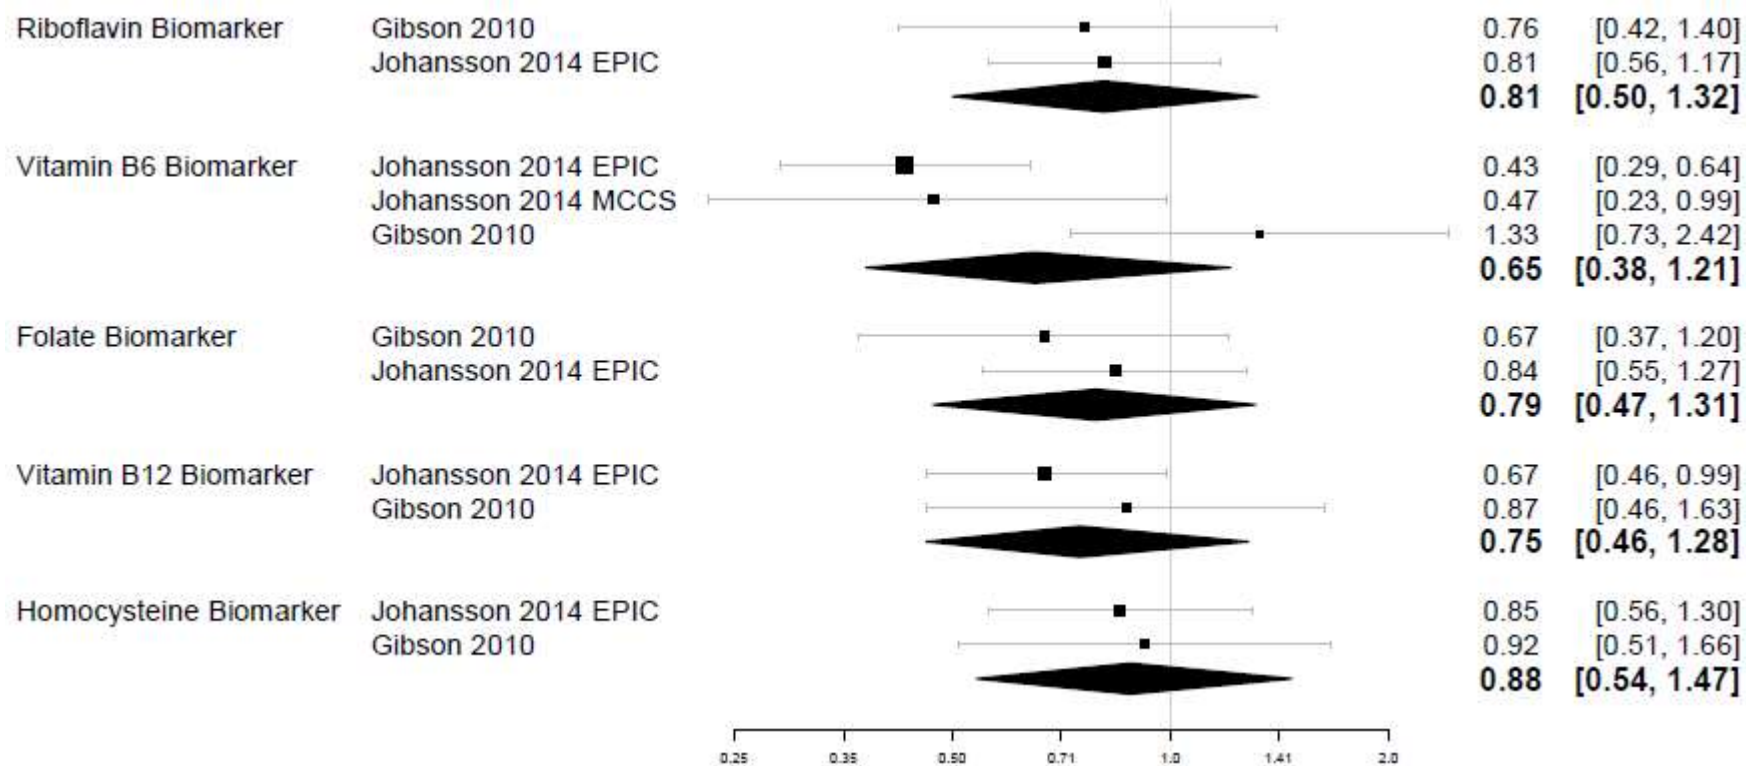 Riboflavin Biomarker Gibson 2010 0.76 [0.42, 1.40]
Johansson 2014 EPIC 0.81 [0.56, 1.17]
0.81 [0.50, 1.32]
Vitamin B6 Biomarker Johansson 2014 EPIC 0.43 [0.29, 0.64]
Johansson 2014 MCCS 0.47 [0.23, 0.99]
Gibson 2010 1.33 [0.73, 2.42]
0.65 [0.38, 1.21]
Folate Biomarker Gibson 2010 0.67 [0.37, 1.20]
Johansson 2014 EPIC 0.84 [0.55, 1.27]
0.79 [0.47, 1.31]
Vitamin B12 Biomarker Johansson 2014 EPIC 0.67 [0.46, 0.99]
Gibson 2010 0.87 [0.46, 1.63]
0.75 [0.46, 1.28]
Homocysteine Biomarker Johansson 2014 EPIC 0.85 [0.56, 1.30]
Gibson 2010 0.92 [0.51, 1.66]
0.88 [0.54, 1.47]
0.25 0.35 0.50 0.71 1.0 1.41 2.0